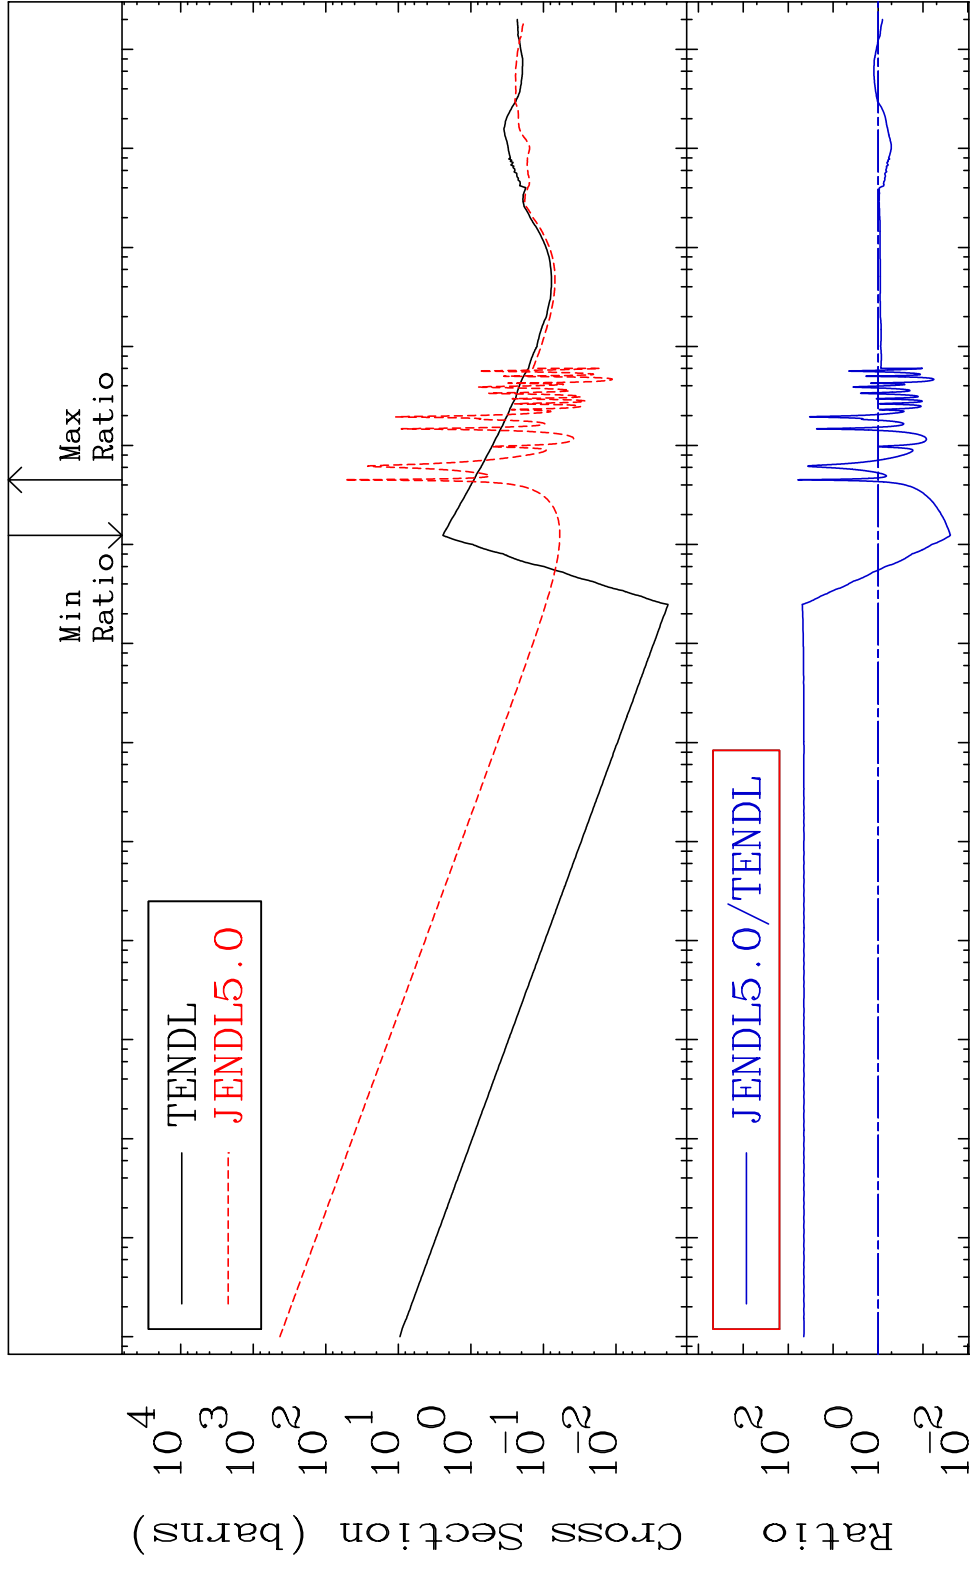 Min
Ratio
Max
Ratio
TENDL
JENDL5.0
10^4
10^3
10^2
10^1
10^0
10^-1
10^-2
Cross Section (barns)
JENDL5.0/TENDL
10^2
10^0
10^-2
Ratio